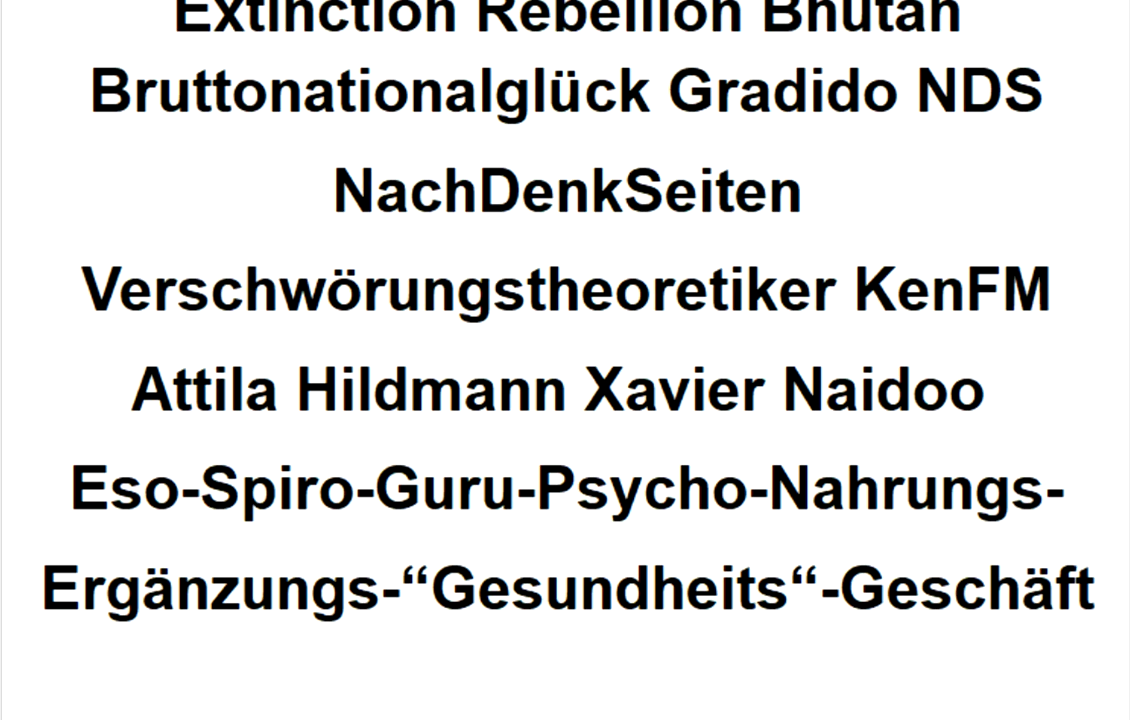 Extinction Rebellion Bhutan
Bruttonationalglück Gradido NDS
NachDenkSeiten
Verschwörungstheoretiker KenFM
Attila Hildmann Xavier Naidoo
Eso-Spiro-Guru-Psycho-Nahrungs-
Ergänzungs-“Gesundheits“-Geschäft